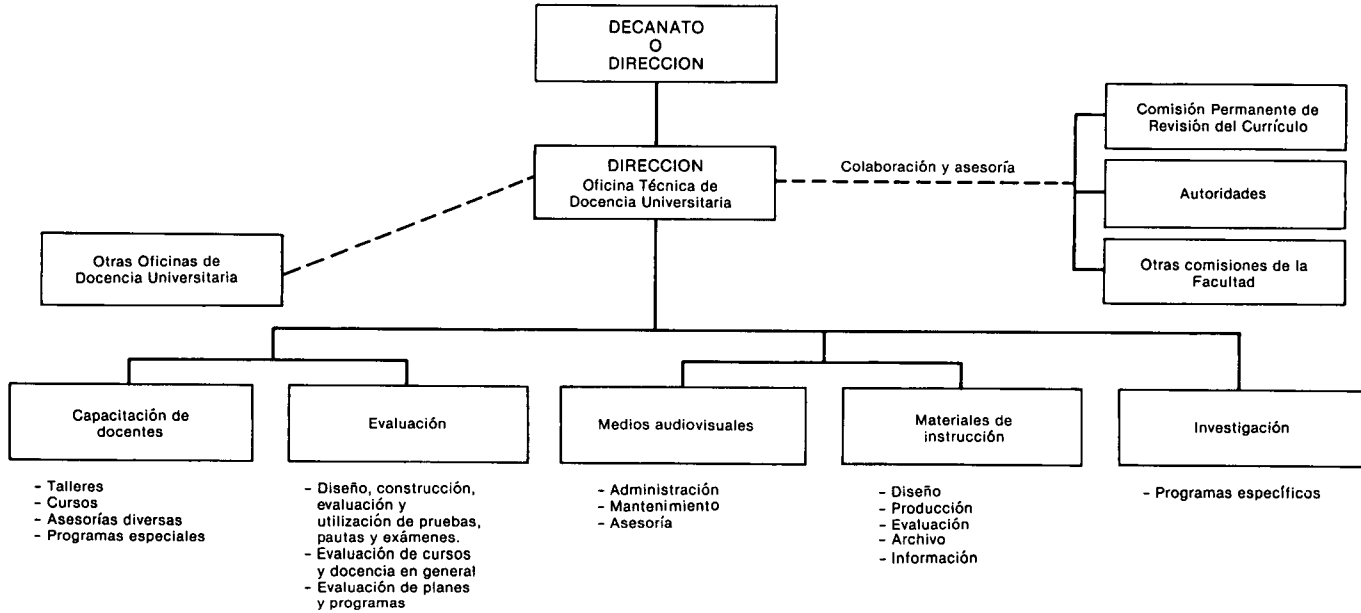 DECANATO
O
DIRECCION
Comisión Permanente de
Revisión del Currículo
DIRECCION
Oficina Técnica de
Docencia Universitaria
Colaboración y asesoría
Autoridades
Otras Oficinas de
Docencia Universitaria
Otras comisiones de la
Facultad
Capacitación de
docentes
Evaluación
Medios audiovisuales
Materiales de
instrucción
Investigación
- Talleres
- Cursos
- Asesorías diversas
- Programas especiales
- Diseño, construcción,
evaluación y
utilización de pruebas,
pautas y exámenes.
- Evaluación de cursos
y docencia en general
- Evaluación de planes
y programas
- Administración
- Mantenimiento
- Asesoría
- Diseño
- Producción
- Evaluación
- Archivo
- Información
- Programas específicos